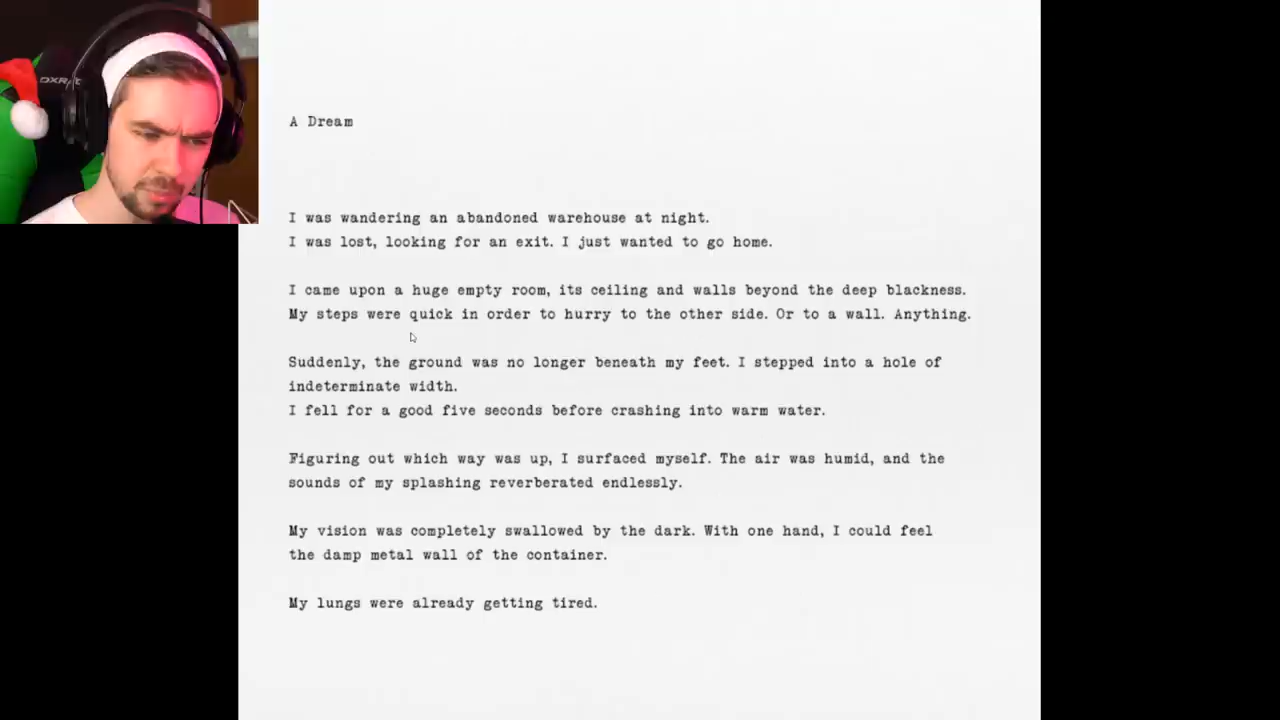 DXR
A Dream
I was wandering an abandoned warehouse at night.
I was lost, looking for an exit. I just wanted to go home.
I came upon a huge empty room, its ceiling and walls beyond the deep blackness.
My steps were quick in order to hurry to the other side. Or to a wall. Anything.
Suddenly, the ground was no longer beneath my feet. I stepped into a hole of
indeterminate width.
I fell for a good five seconds before crashing into warm water.
Figuring out which way was up, I surfaced myself. The air was humid, and the
sounds of my splashing reverberated endlessly.
My vision was completely swallowed by the dark. With one hand, I could feel
the damp metal wall of the container.
My lungs were already getting tired.